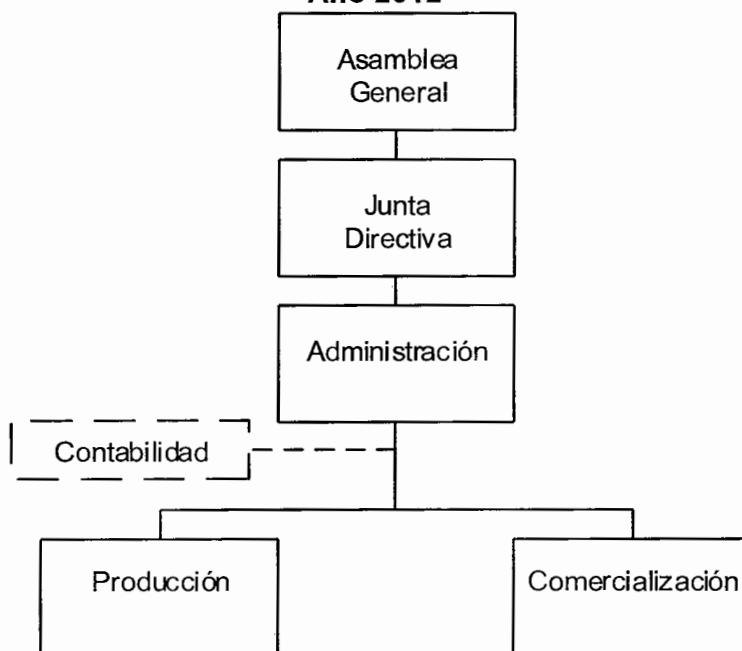 Asamblea
General
Junta
Directiva
Administración
Contabilidad
Producción
Comercialización